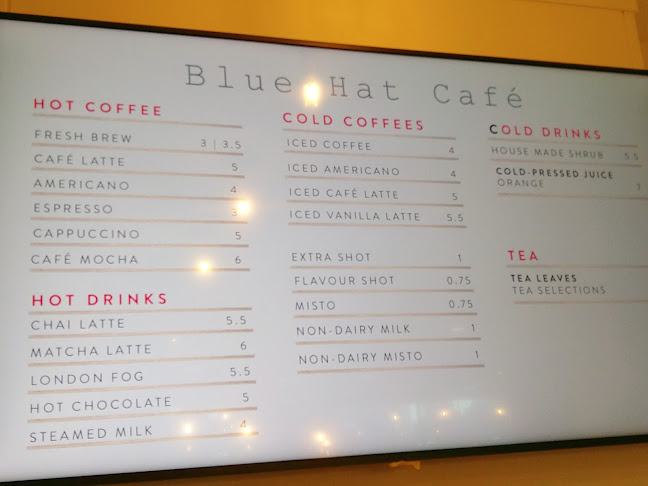 Blue Hat Café
HOT COFFEE
FRESH BREW 3 | 3.5
CAFÉ LATTE 5
AMERICANO 4
ESPRESSO 3
CAPPUCCINO 5
CAFÉ MOCHA 6
HOT DRINKS
CHAI LATTE 5.5
MATCHA LATTE 6
LONDON FOG 5.5
HOT CHOCOLATE 5
STEAMED MILK 4
COLD COFFEES
ICED COFFEE 4
ICED AMERICANO 4
ICED CAFÉ LATTE 5
ICED VANILLA LATTE 5.5
EXTRA SHOT 1
FLAVOUR SHOT 0.75
MISTO 0.75
NON-DAIRY MILK 1
NON-DAIRY MISTO 1
COLD DRINKS
HOUSE MADE SHRUB 5.5
COLD-PRESSED JUICE
ORANGE 7
TEA
TEA LEAVES
TEA SELECTIONS